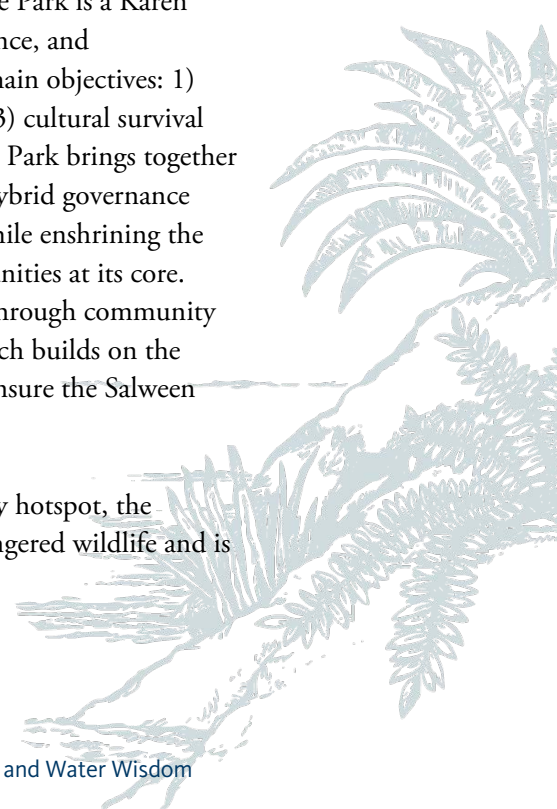 e Park is a Karen
nce, and
nain objectives: 1)
3) cultural survival
Park brings together
ybrid governance
hile enshrining the
nities at its core.
hrough community
ch builds on the
nsure the Salween
y hotspot, the
ngered wildlife and is
and Water Wisdom